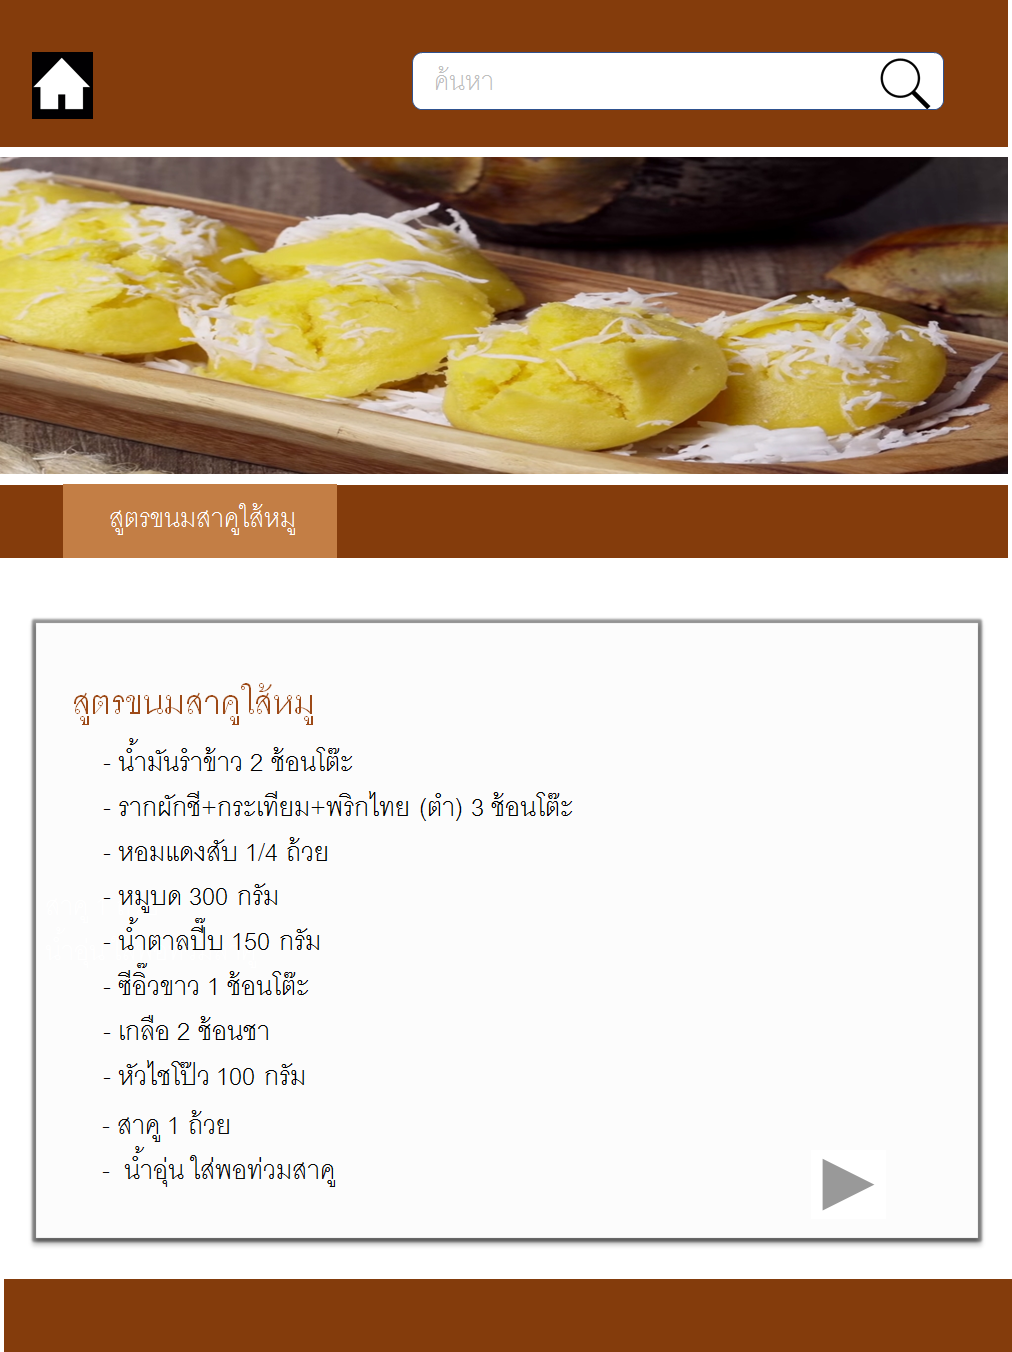 ค้นหา
สูตรขนมสาคูใส้หมู
สูตรขนมสาคูใส้หมู
- น้ำมันรำข้าว 2 ช้อนโต๊ะ
- รากผักชี+กระเทียม+พริกไทย (ตำ) 3 ช้อนโต๊ะ
- หอมแดงสับ 1/4 ถ้วย
- หมูบด 300 กรัม
- น้ำตาลปี๊บ 150 กรัม
- ซีอิ๊วขาว 1 ช้อนโต๊ะ
- เกลือ 2 ช้อนชา
- หัวไชโป๊ว 100 กรัม
- สาคู 1 ถ้วย
- น้ำอุ่น ใส่พอท่วมสาคู